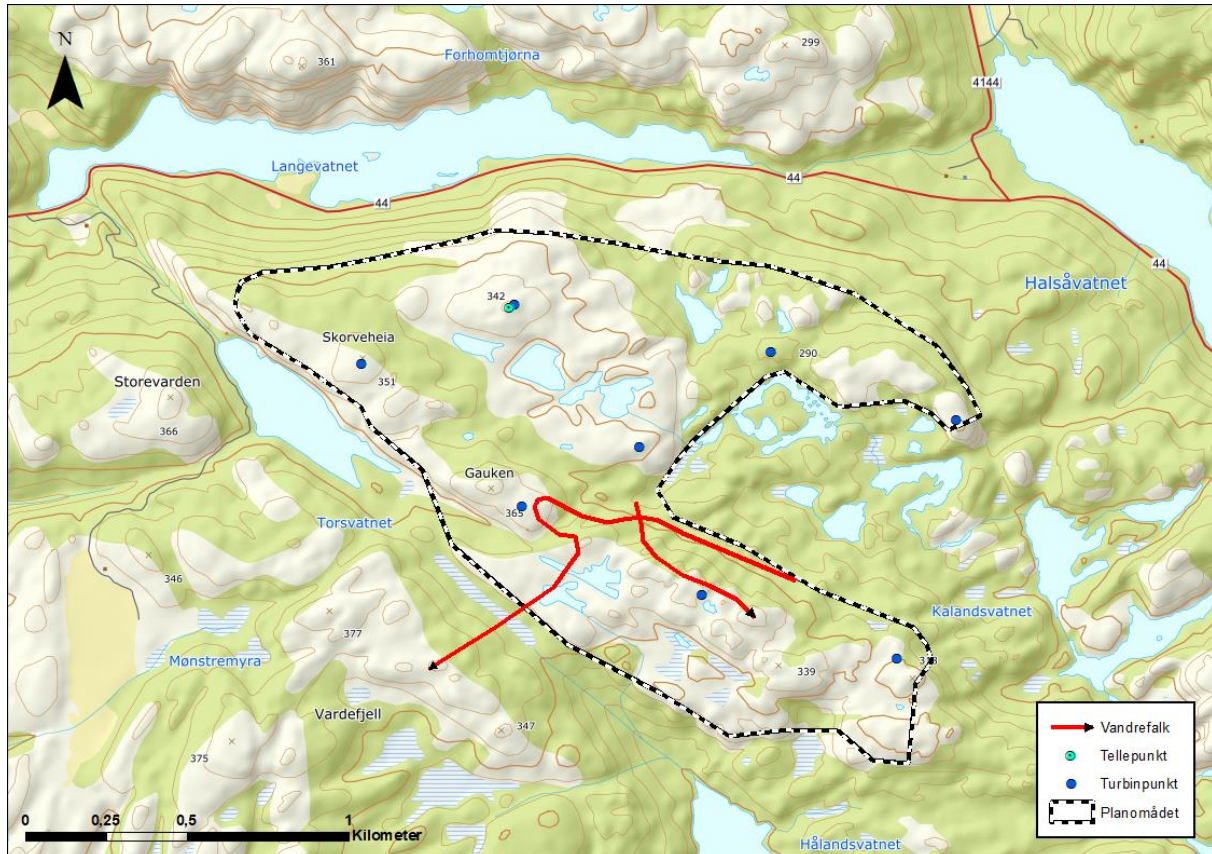 N
361
Forhomtjørna
299
4144
Langevatnet
44
44
44
Halsåvatnet
342
Skorveheia
351
290
Storevarden
366
Gauken
365
Torsvatnet
346
Kalandsvatnet
377
Mønstremyra
339
Vardefjell
347
375
Hålandsvatnet
0 0,25 0,5 1
Kilometer
Vandrefalk
Tellepunkt
Turbinpunkt
Planomådet